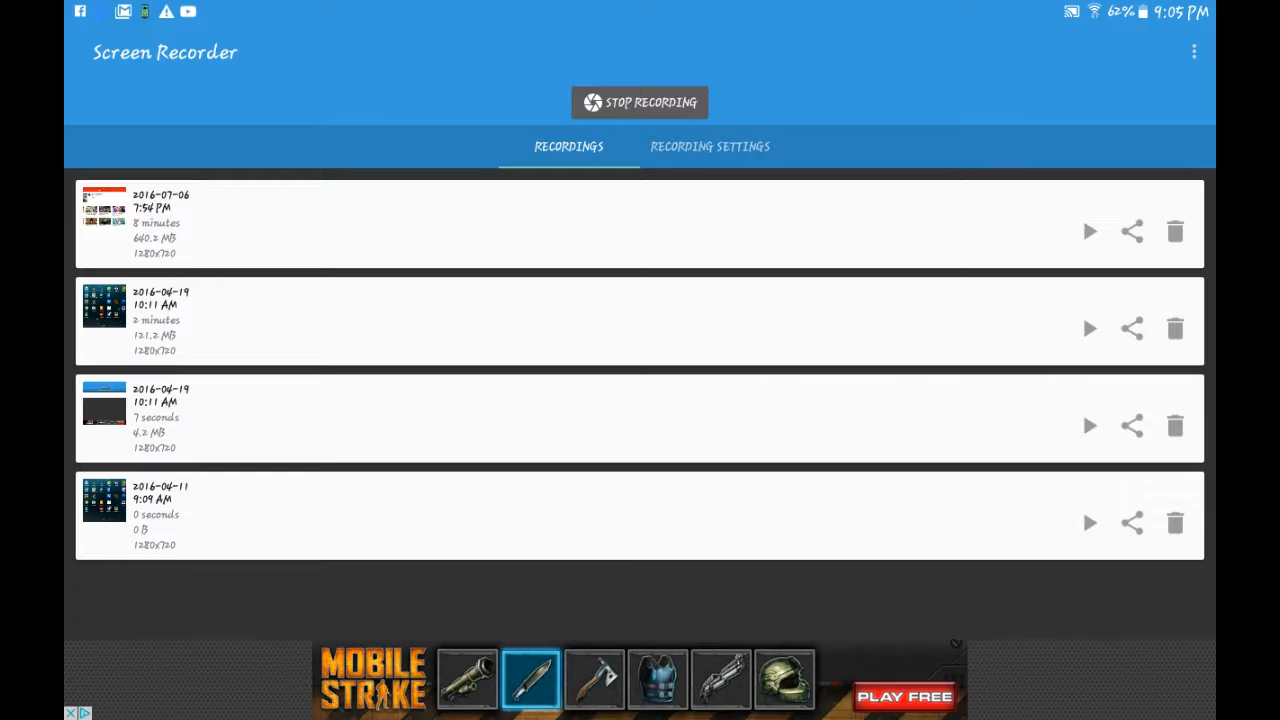 62% 9:05 PM
Screen Recorder
STOP RECORDING
RECORDINGS RECORDING SETTINGS
2016-07-06
7:54 PM
8 minutes
640.2 MB
1280x720
2016-04-19
10:11 AM
2 minutes
121.2 MB
1280x720
2016-04-19
10:11 AM
7 seconds
4.2 MB
1280x720
2016-04-11
9:09 AM
0 seconds
0 B
1280x720
MOBILE
STRIKE
PLAY FREE